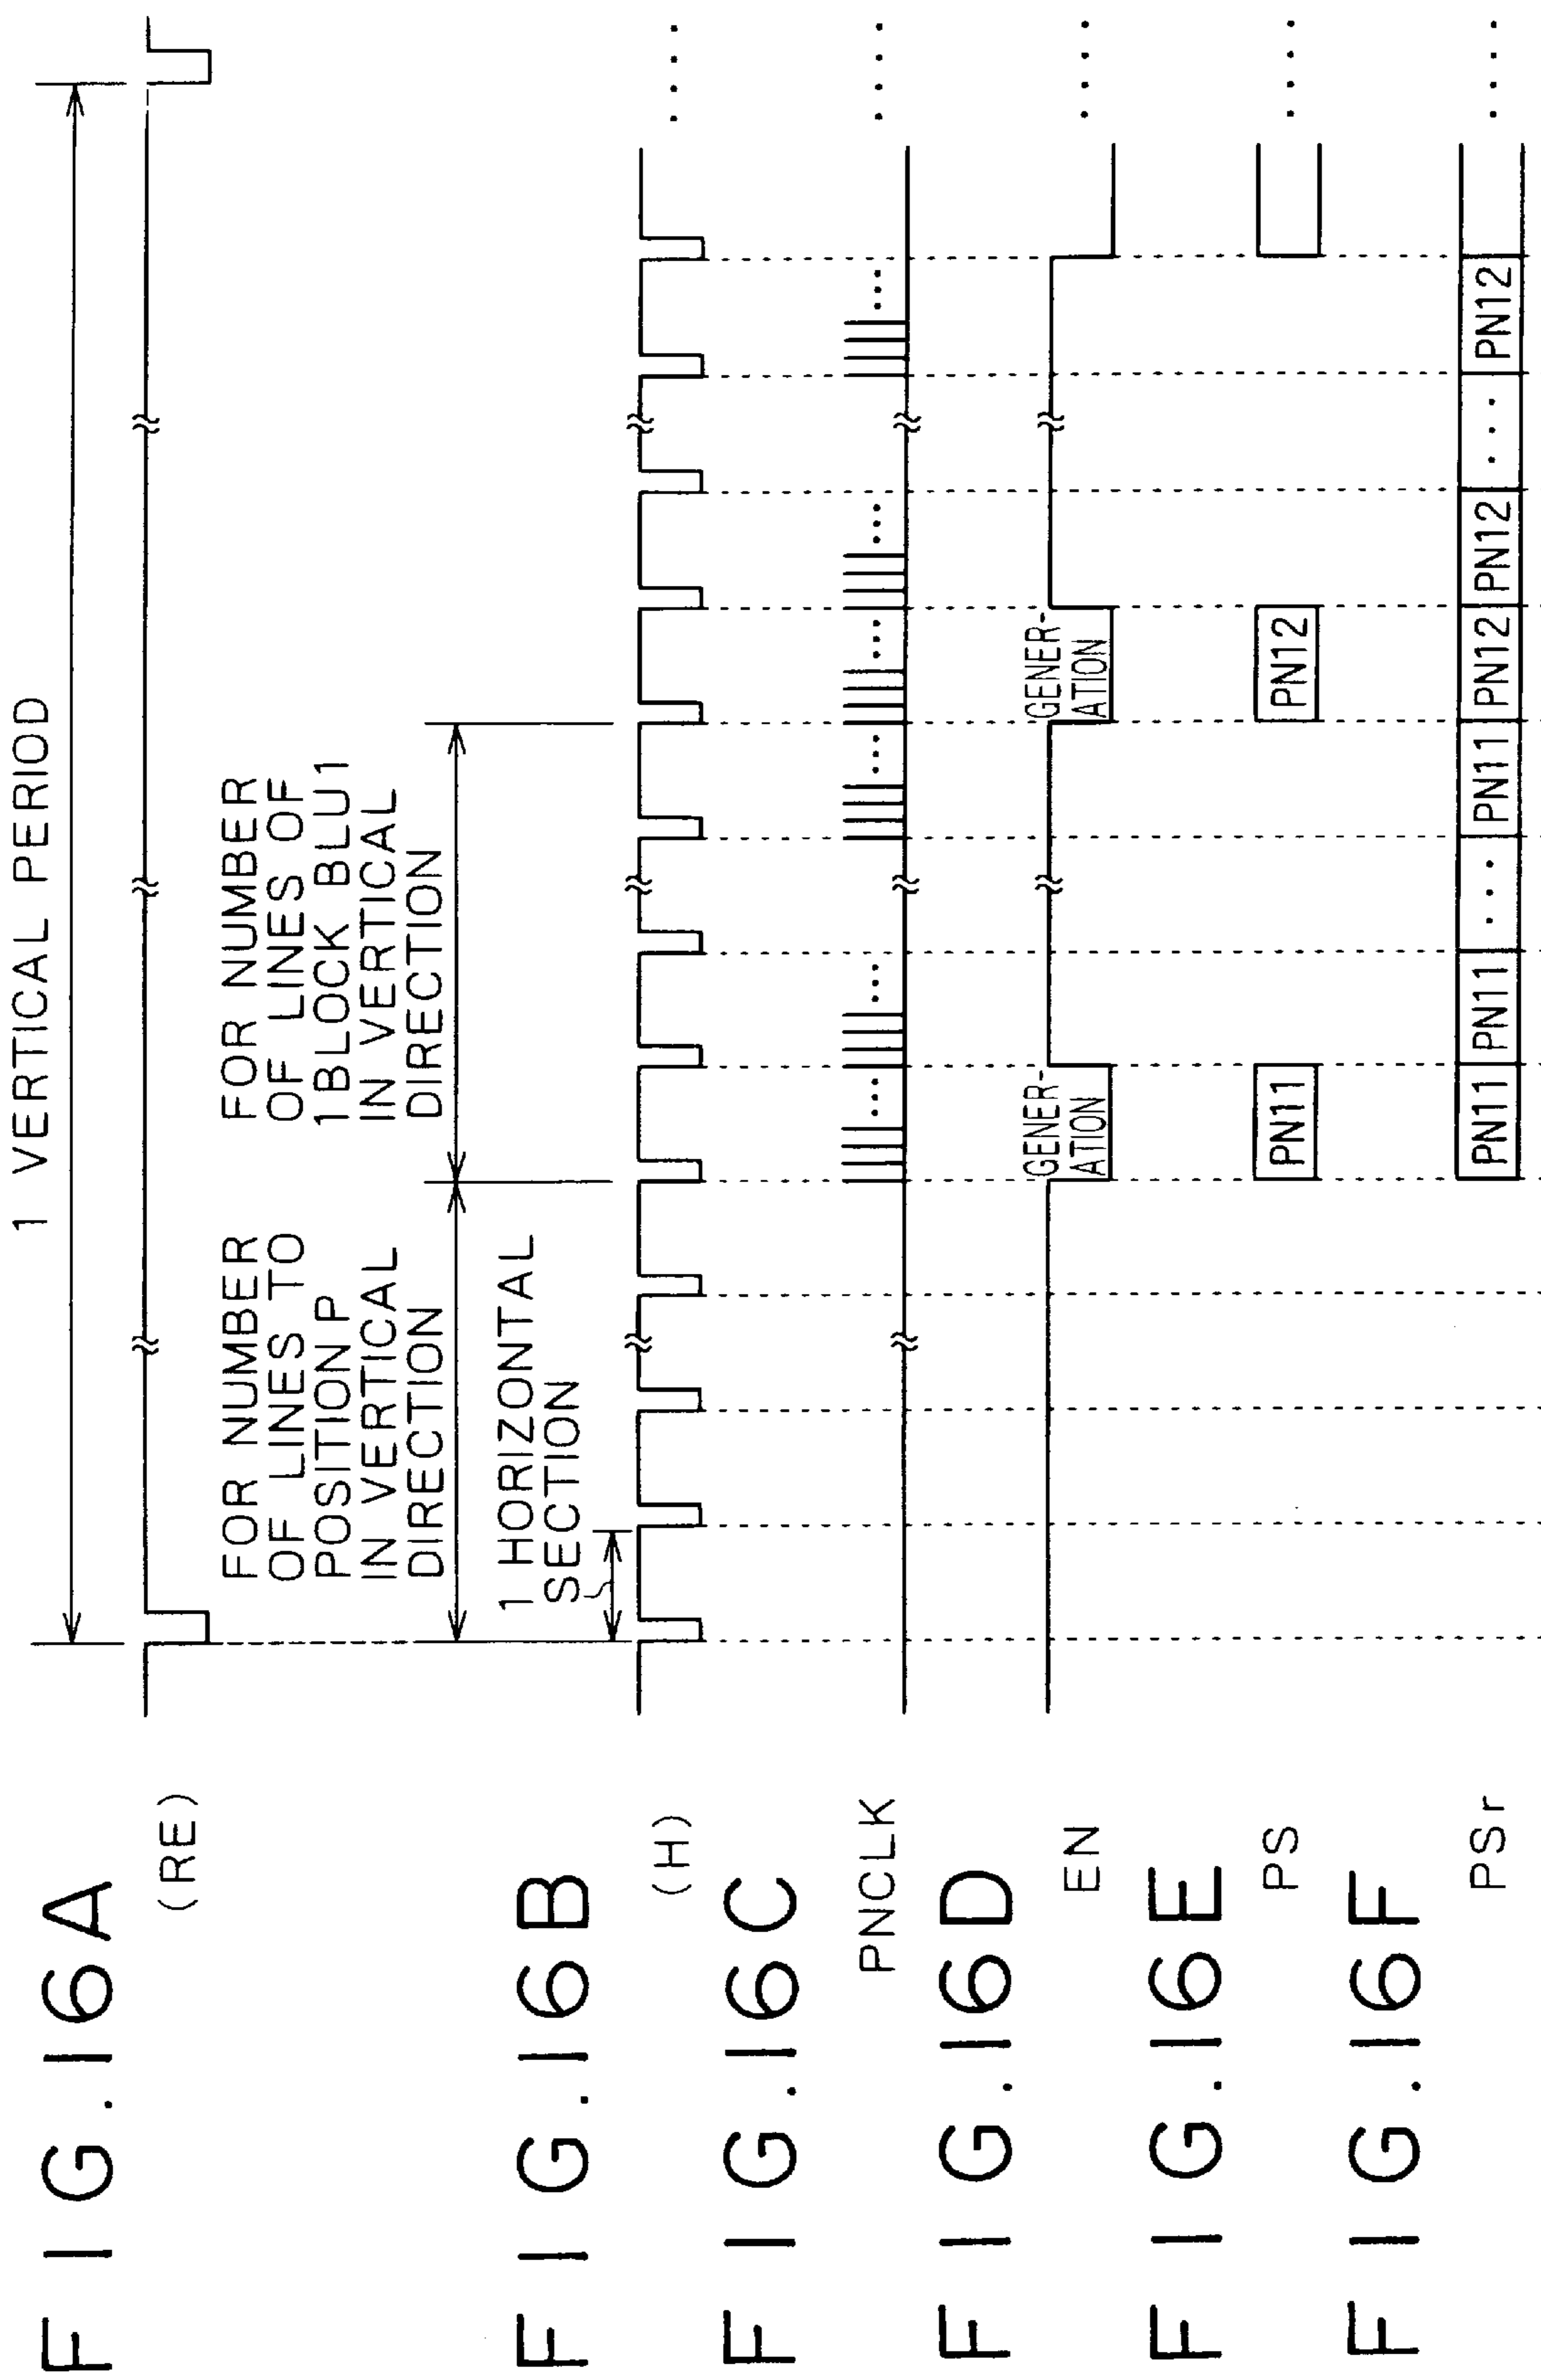 FIG.16A
(RE)
1 VERTICAL PERIOD
FOR NUMBER
OF LINES TO
POSITION P
IN VERTICAL
DIRECTION
FOR NUMBER
OF LINES OF
1BLOCK BLU1
IN VERTICAL
DIRECTION
1 HORIZONTAL
SECTION
FIG.16B
(H)
....
FIG.16C
PNCLK
... ... ... ... ... ... ....
FIG.16D
EN
GENER-
ATION
GENER-
ATION
....
FIG.16E
PS
PN11 PN12 ....
FIG.16F
PSr
PN11 PN11 ... PN11 PN12 PN12 ... PN12 ....